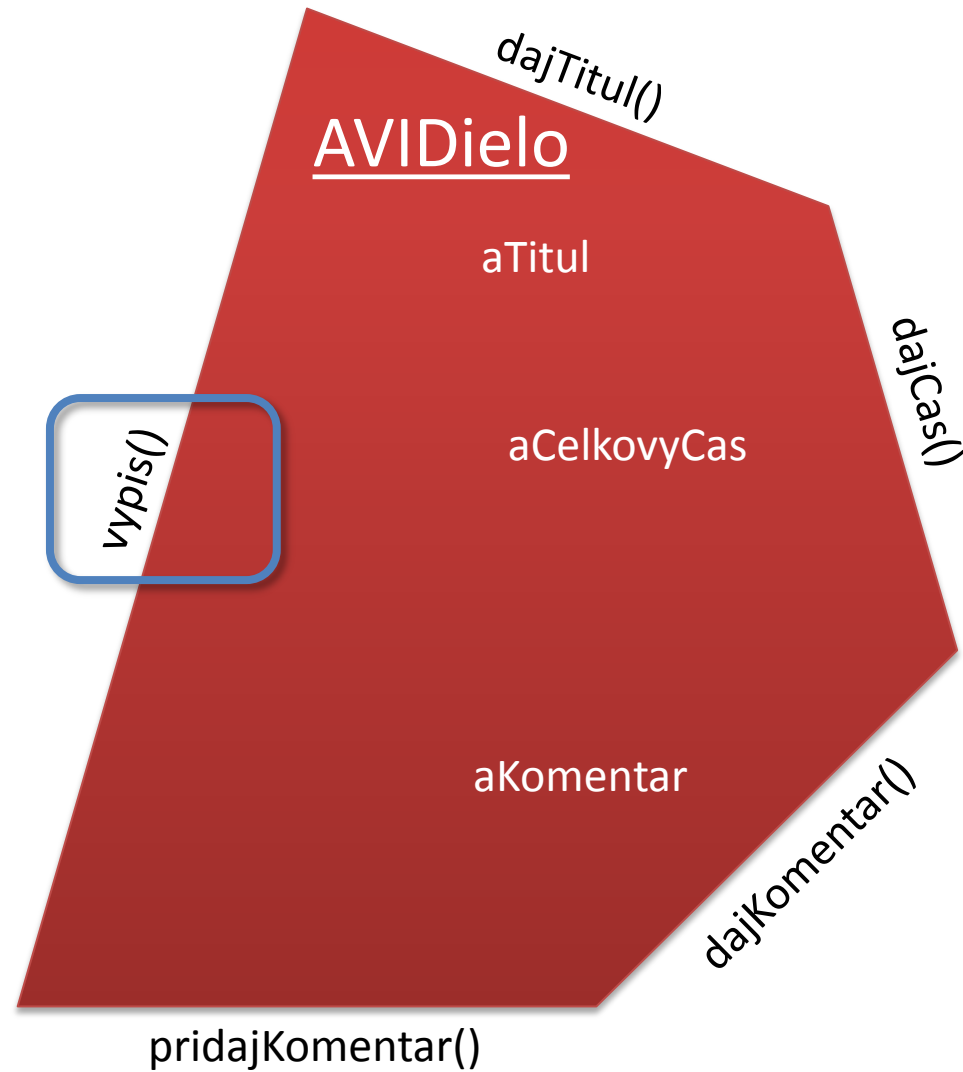 dajTitul()
AVIDielo
aTitul
dajCas()
aCelkovyCas
vypis()
aKomentar
dajKomentar()
pridajKomentar()